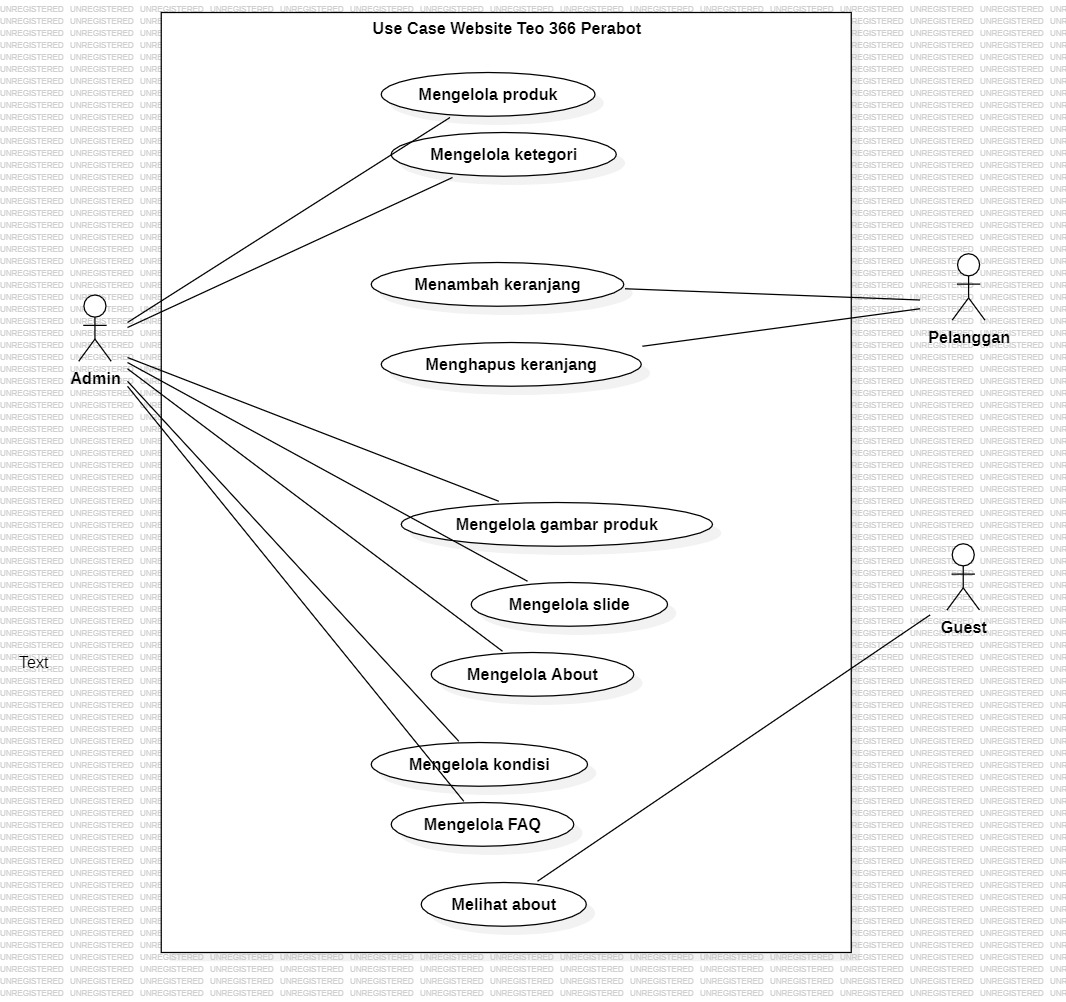 Use Case Website Teo 366 Perabot
Mengelola produk
Mengelola ketegori
Menambah keranjang
Pelanggan
Menghapus keranjang
Admin
Mengelola gambar produk
Mengelola slide
Guest
Text
Mengelola About
Mengelola kondisi
Mengelola FAQ
Melihat about
UNREGISTERED